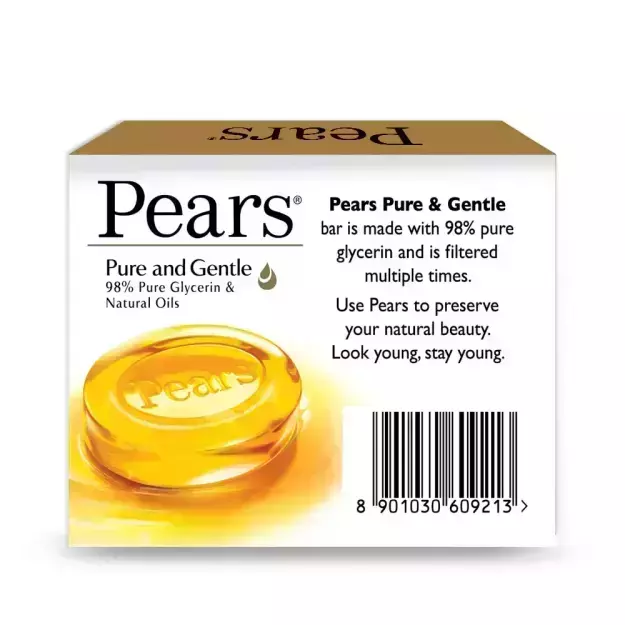 Pears®
Pears®
Pure and Gentle
98% Pure Glycerin &
Natural Oils
Pears
Pears Pure & Gentle
bar is made with 98% pure
glycerin and is filtered
multiple times.
Use Pears to preserve
your natural beauty.
Look young, stay young.
8 901030 609213 >